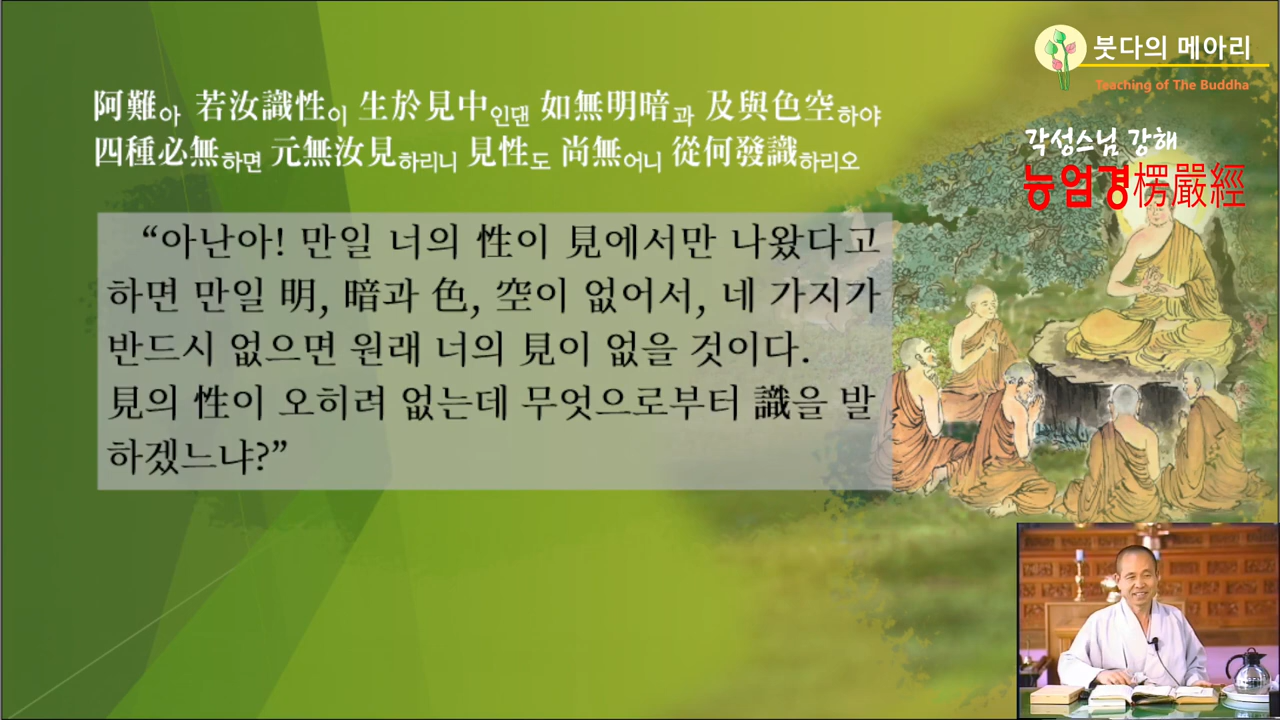 붓다의 메아리
Teaching of The Buddha
각성스님 강해
능엄경楞嚴經
阿難아 若汝識性이 生於見中인댄 如無明暗과 及與色空하야
四種必無하면 元無汝見하리니 見性도 尚無어니 從何發識하리오
“아난아! 만일 너의 性이 見에서만 나왔다고
하면 만일 明, 暗과 色, 空이 없어서, 네 가지가
반드시 없으면 원래 너의 見이 없을 것이다.
見의 性이 오히려 없는데 무엇으로부터 識을 발
하겠느냐?”